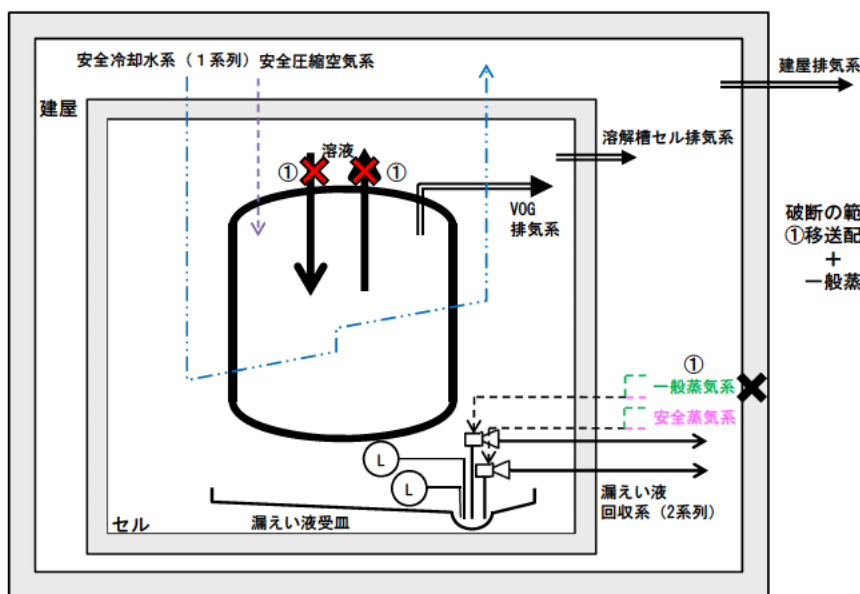 安全冷却水系（１系列）安全圧縮空気系
建屋排気系
建屋
溶解槽セル排気系
溶液
①
①
VOG
排気系
破断の範
①移送配
＋
一般蒸
①
一般蒸気系
安全蒸気系
L
L
漏えい液
回収系（2系列）
漏えい液受皿
セル